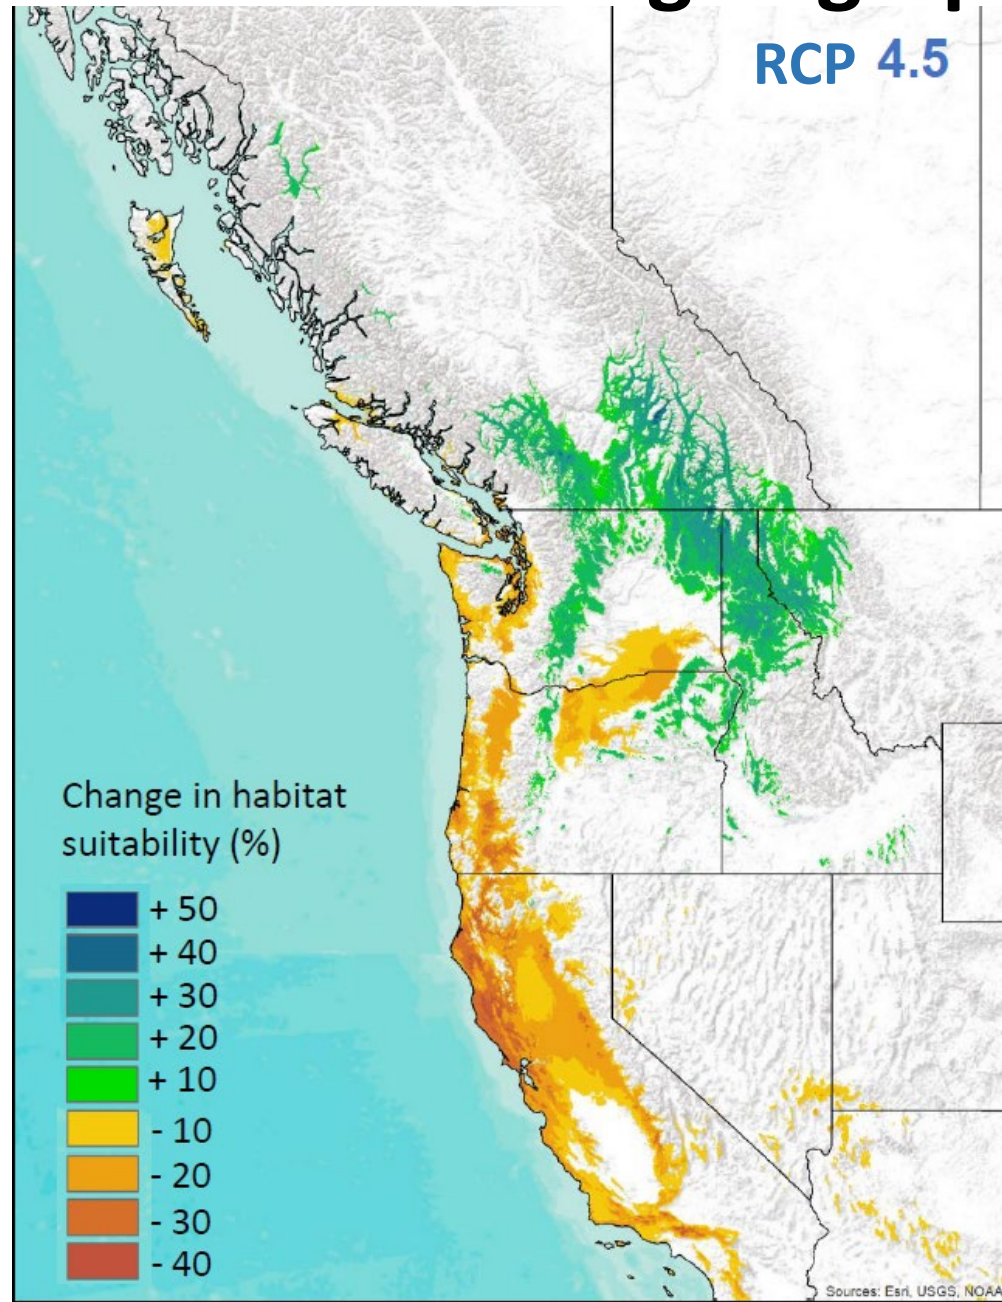 RCP 4.5
Change in habitat
suitability (%)
+ 50
+ 40
+ 30
+ 20
+ 10
- 10
- 20
- 30
- 40
Sources: Esri, USGS, NOAA